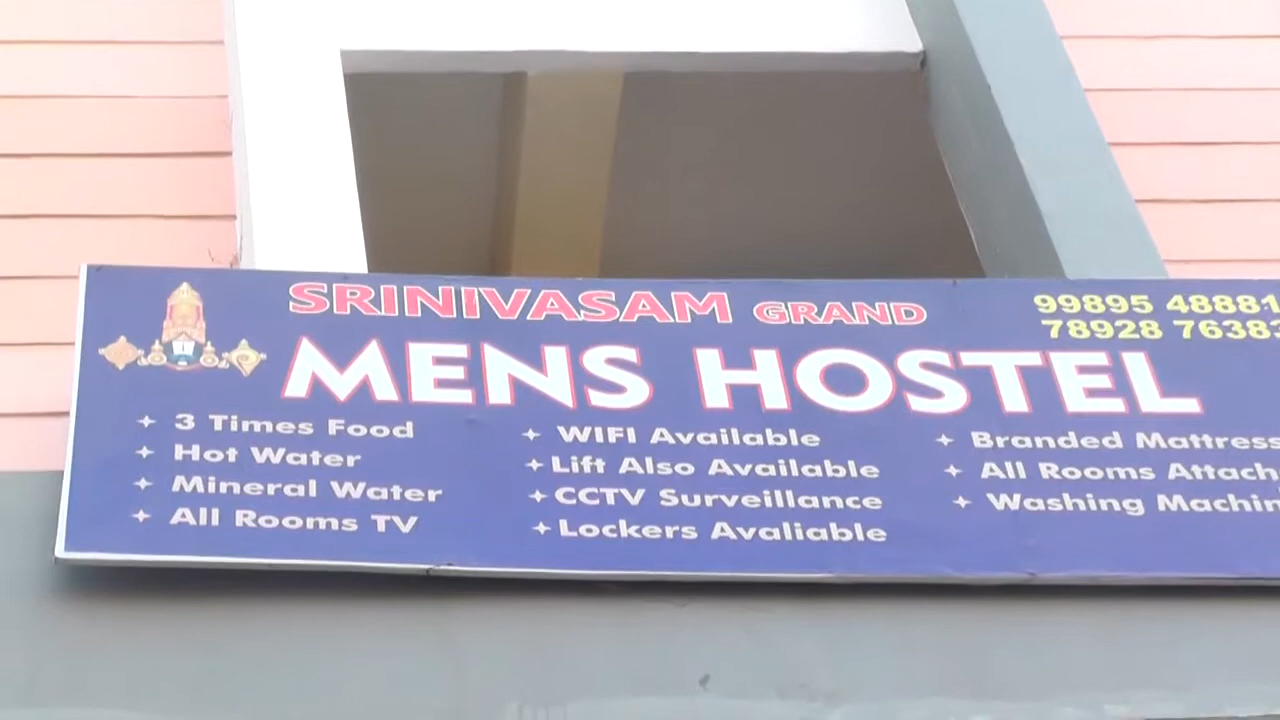 SRINIVASAM GRAND
99895 48881
78928 7638
MENS HOSTEL
3 Times Food
Hot Water
Mineral Water
All Rooms TV
WIFI Available
Lift Also Available
CCTV Surveillance
Lockers Avaliable
Branded Mattress
All Rooms Attach
Washing Machin